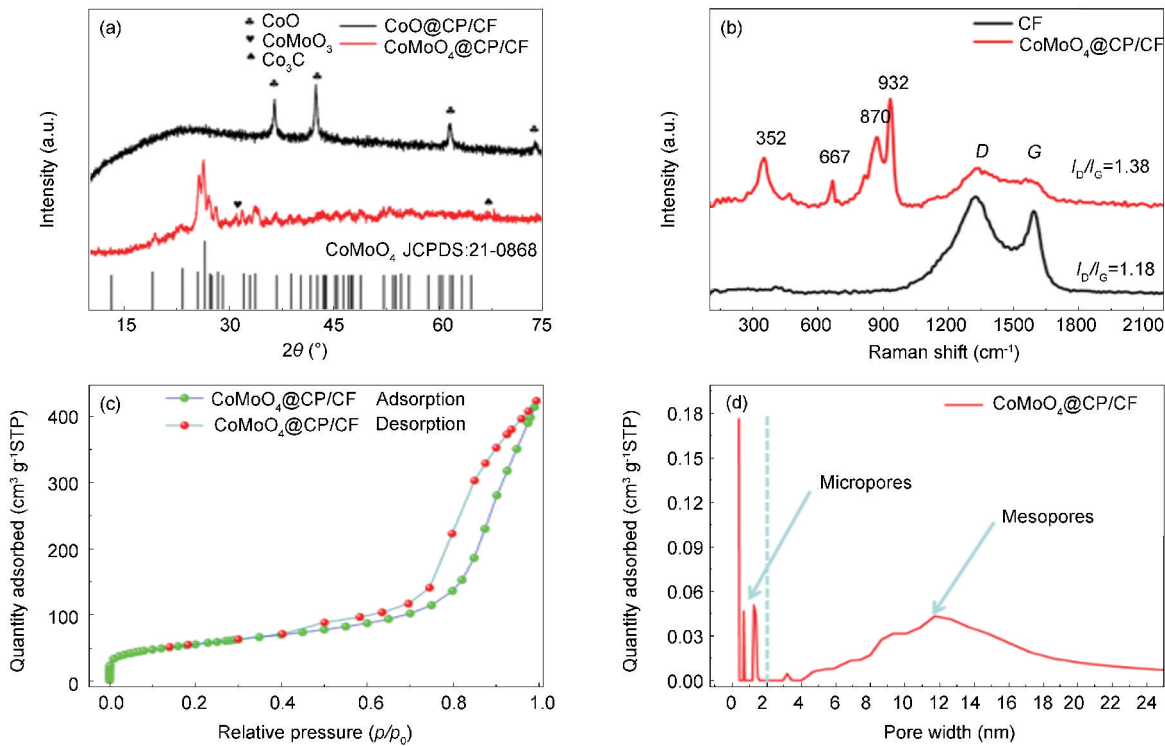 (a)
♣ CoO
♥ CoMoO₃
♠ Co₃C
CoO@CP/CF
CoMoO₄@CP/CF
CoMoO₄ JCPDS:21-0868
Intensity (a.u.)
15 30 45 60 75
2θ (°)
(b)
CF
CoMoO₄@CP/CF
352
667
870
932
D
G
I_D/I_G=1.38
I_D/I_G=1.18
Intensity (a.u.)
300 600 900 1200 1500 1800 2100
Raman shift (cm⁻¹)
(c)
CoMoO₄@CP/CF Adsorption
CoMoO₄@CP/CF Desorption
Quantity adsorbed (cm³ g⁻¹STP)
400
300
200
100
0
0.0 0.2 0.4 0.6 0.8 1.0
Relative pressure (p/p₀)
(d)
CoMoO₄@CP/CF
Micropores
Mesopores
Quantity adsorbed (cm³ g⁻¹STP)
0.18
0.15
0.12
0.09
0.06
0.03
0.00
0 2 4 6 8 10 12 14 16 18 20 22 24
Pore width (nm)